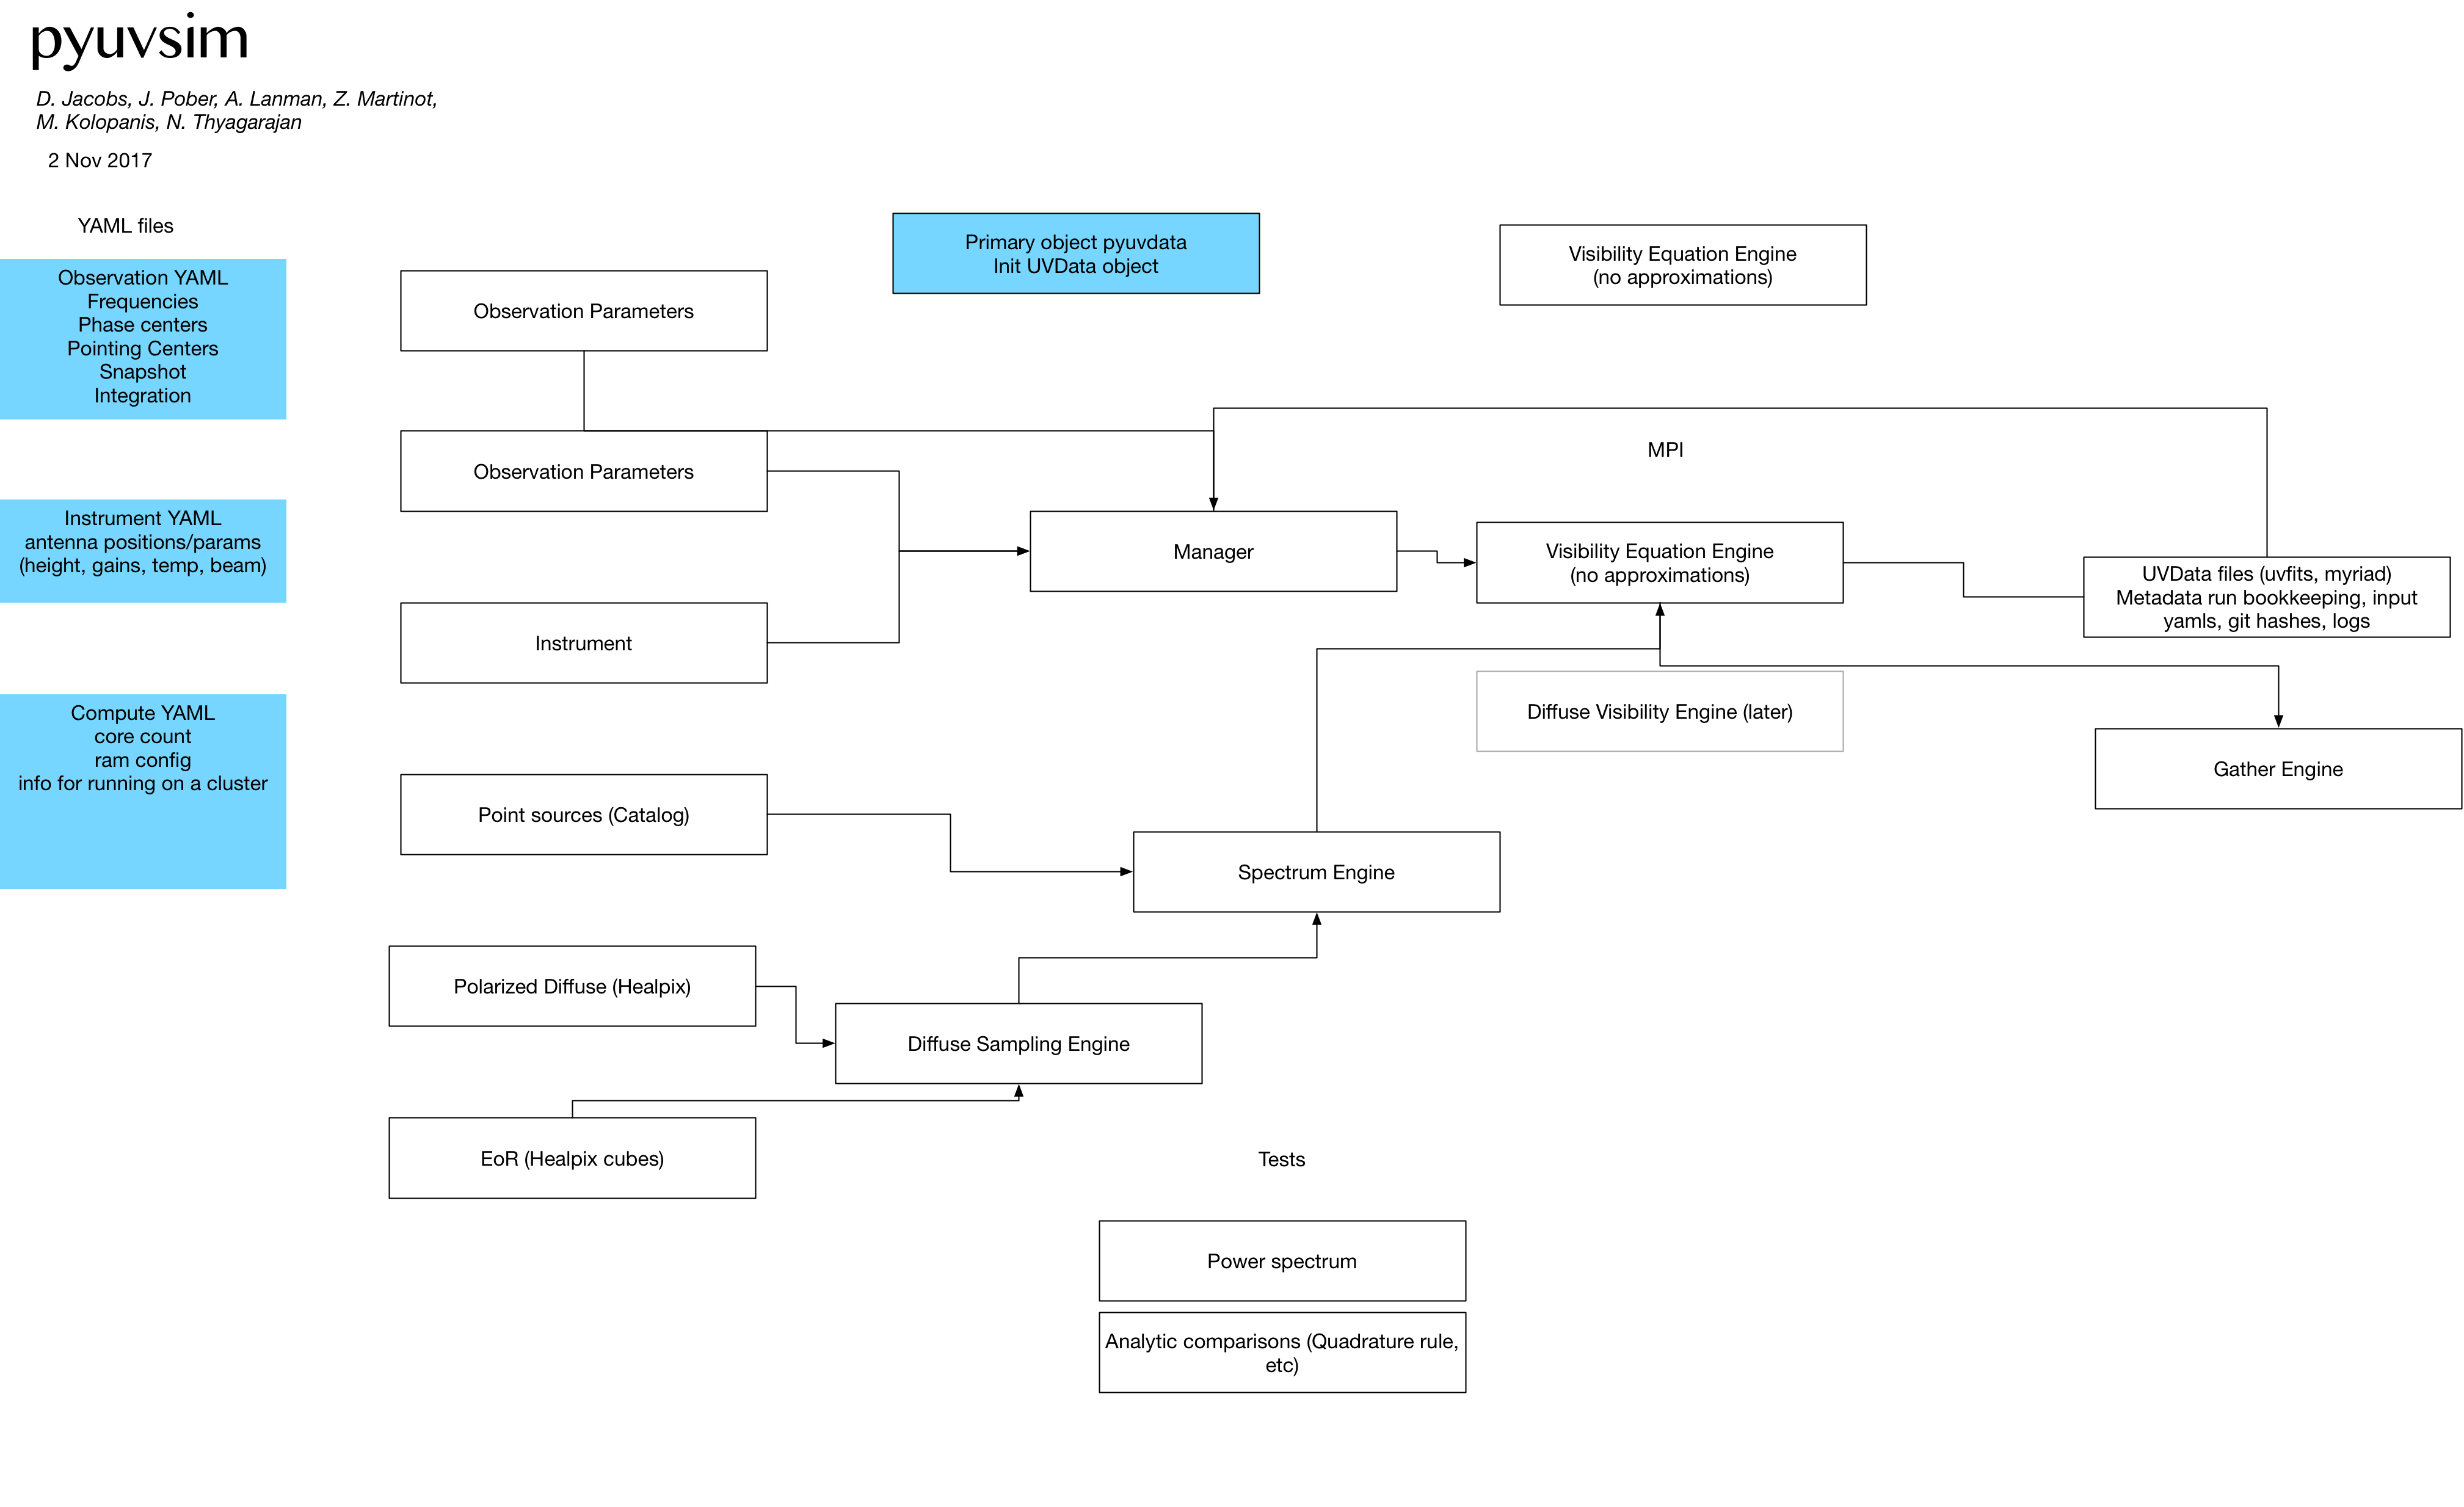 pyuvsim
D. Jacobs, J. Pober, A. Lanman, Z. Martinot,
M. Kolopanis, N. Thyagarajan
2 Nov 2017
YAML files
Observation YAML
Frequencies
Phase centers
Pointing Centers
Snapshot
Integration
Instrument YAML
antenna positions/params
(height, gains, temp, beam)
Compute YAML
core count
ram config
info for running on a cluster
Primary object pyuvdata
Init UVData object
Visibility Equation Engine
(no approximations)
Observation Parameters
Observation Parameters
MPI
Manager
Visibility Equation Engine
(no approximations)
UVData files (uvfits, myriad)
Metadata run bookkeeping, input
yamls, git hashes, logs
Instrument
Diffuse Visibility Engine (later)
Gather Engine
Point sources (Catalog)
Spectrum Engine
Polarized Diffuse (Healpix)
Diffuse Sampling Engine
EoR (Healpix cubes)
Tests
Power spectrum
Analytic comparisons (Quadrature rule,
etc)